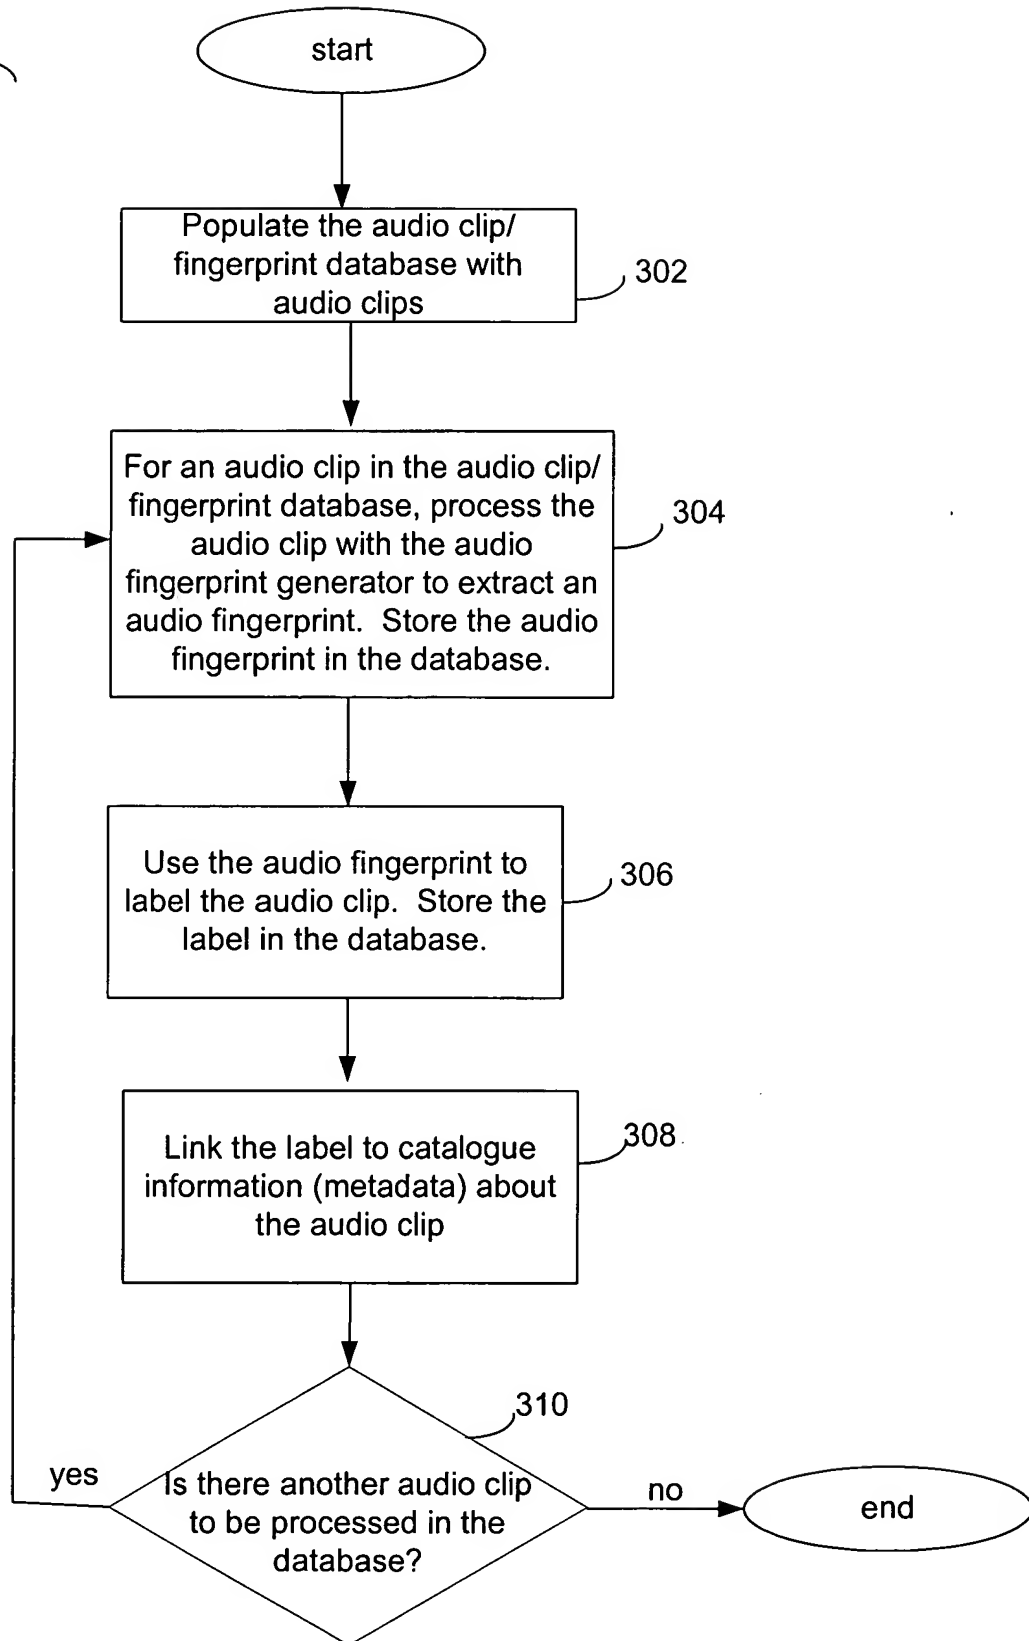 start
Populate the audio clip/
fingerprint database with
audio clips
302
For an audio clip in the audio clip/
fingerprint database, process the
audio clip with the audio
fingerprint generator to extract an
audio fingerprint. Store the audio
fingerprint in the database.
304
Use the audio fingerprint to
label the audio clip. Store the
label in the database.
306
Link the label to catalogue
information (metadata) about
the audio clip
308
310
yes
Is there another audio clip
to be processed in the
database?
no
end